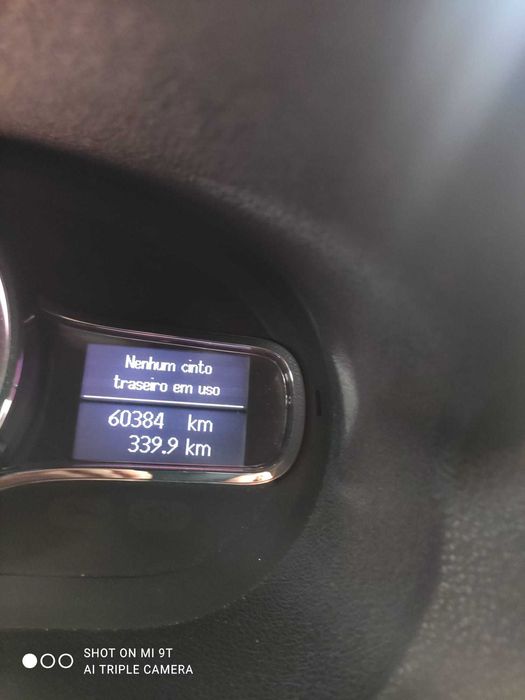 Nenhum cinto
traseiro em uso
60384 km
339.9 km
SHOT ON MI 9T
AI TRIPLE CAMERA